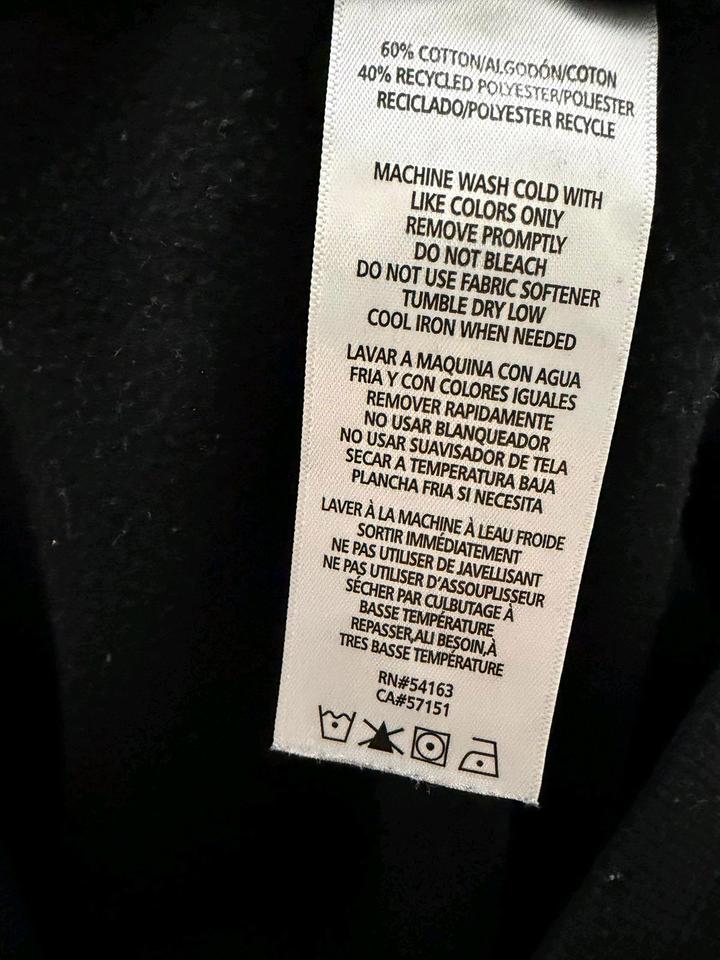 60% COTTON/ALGODÓN/COTON
40% RECYCLED POLYESTER/POLIESTER
RECICLADO/POLYESTER RECYCLE
MACHINE WASH COLD WITH
LIKE COLORS ONLY
REMOVE PROMPTLY
DO NOT BLEACH
DO NOT USE FABRIC SOFTENER
TUMBLE DRY LOW
COOL IRON WHEN NEEDED
LAVAR A MAQUINA CON AGUA
FRIA Y CON COLORES IGUALES
REMOVER RAPIDAMENTE
NO USAR BLANQUEADOR
NO USAR SUAVISADOR DE TELA
SECAR A TEMPERATURA BAJA
PLANCHA FRIA SI NECESITA
LAVER À LA MACHINE À LEAU FROIDE
SORTIR IMMÉDIATEMENT
NE PAS UTILISER DE JAVELLISANT
NE PAS UTILISER D'ASSOUPLISSEUR
SÉCHER PAR CULBUTAGE À
BASSE TEMPÉRATURE
REPASSER,ALI BESOIN,À
TRES BASSE TEMPÉRATURE
RN#54163
CA#57151